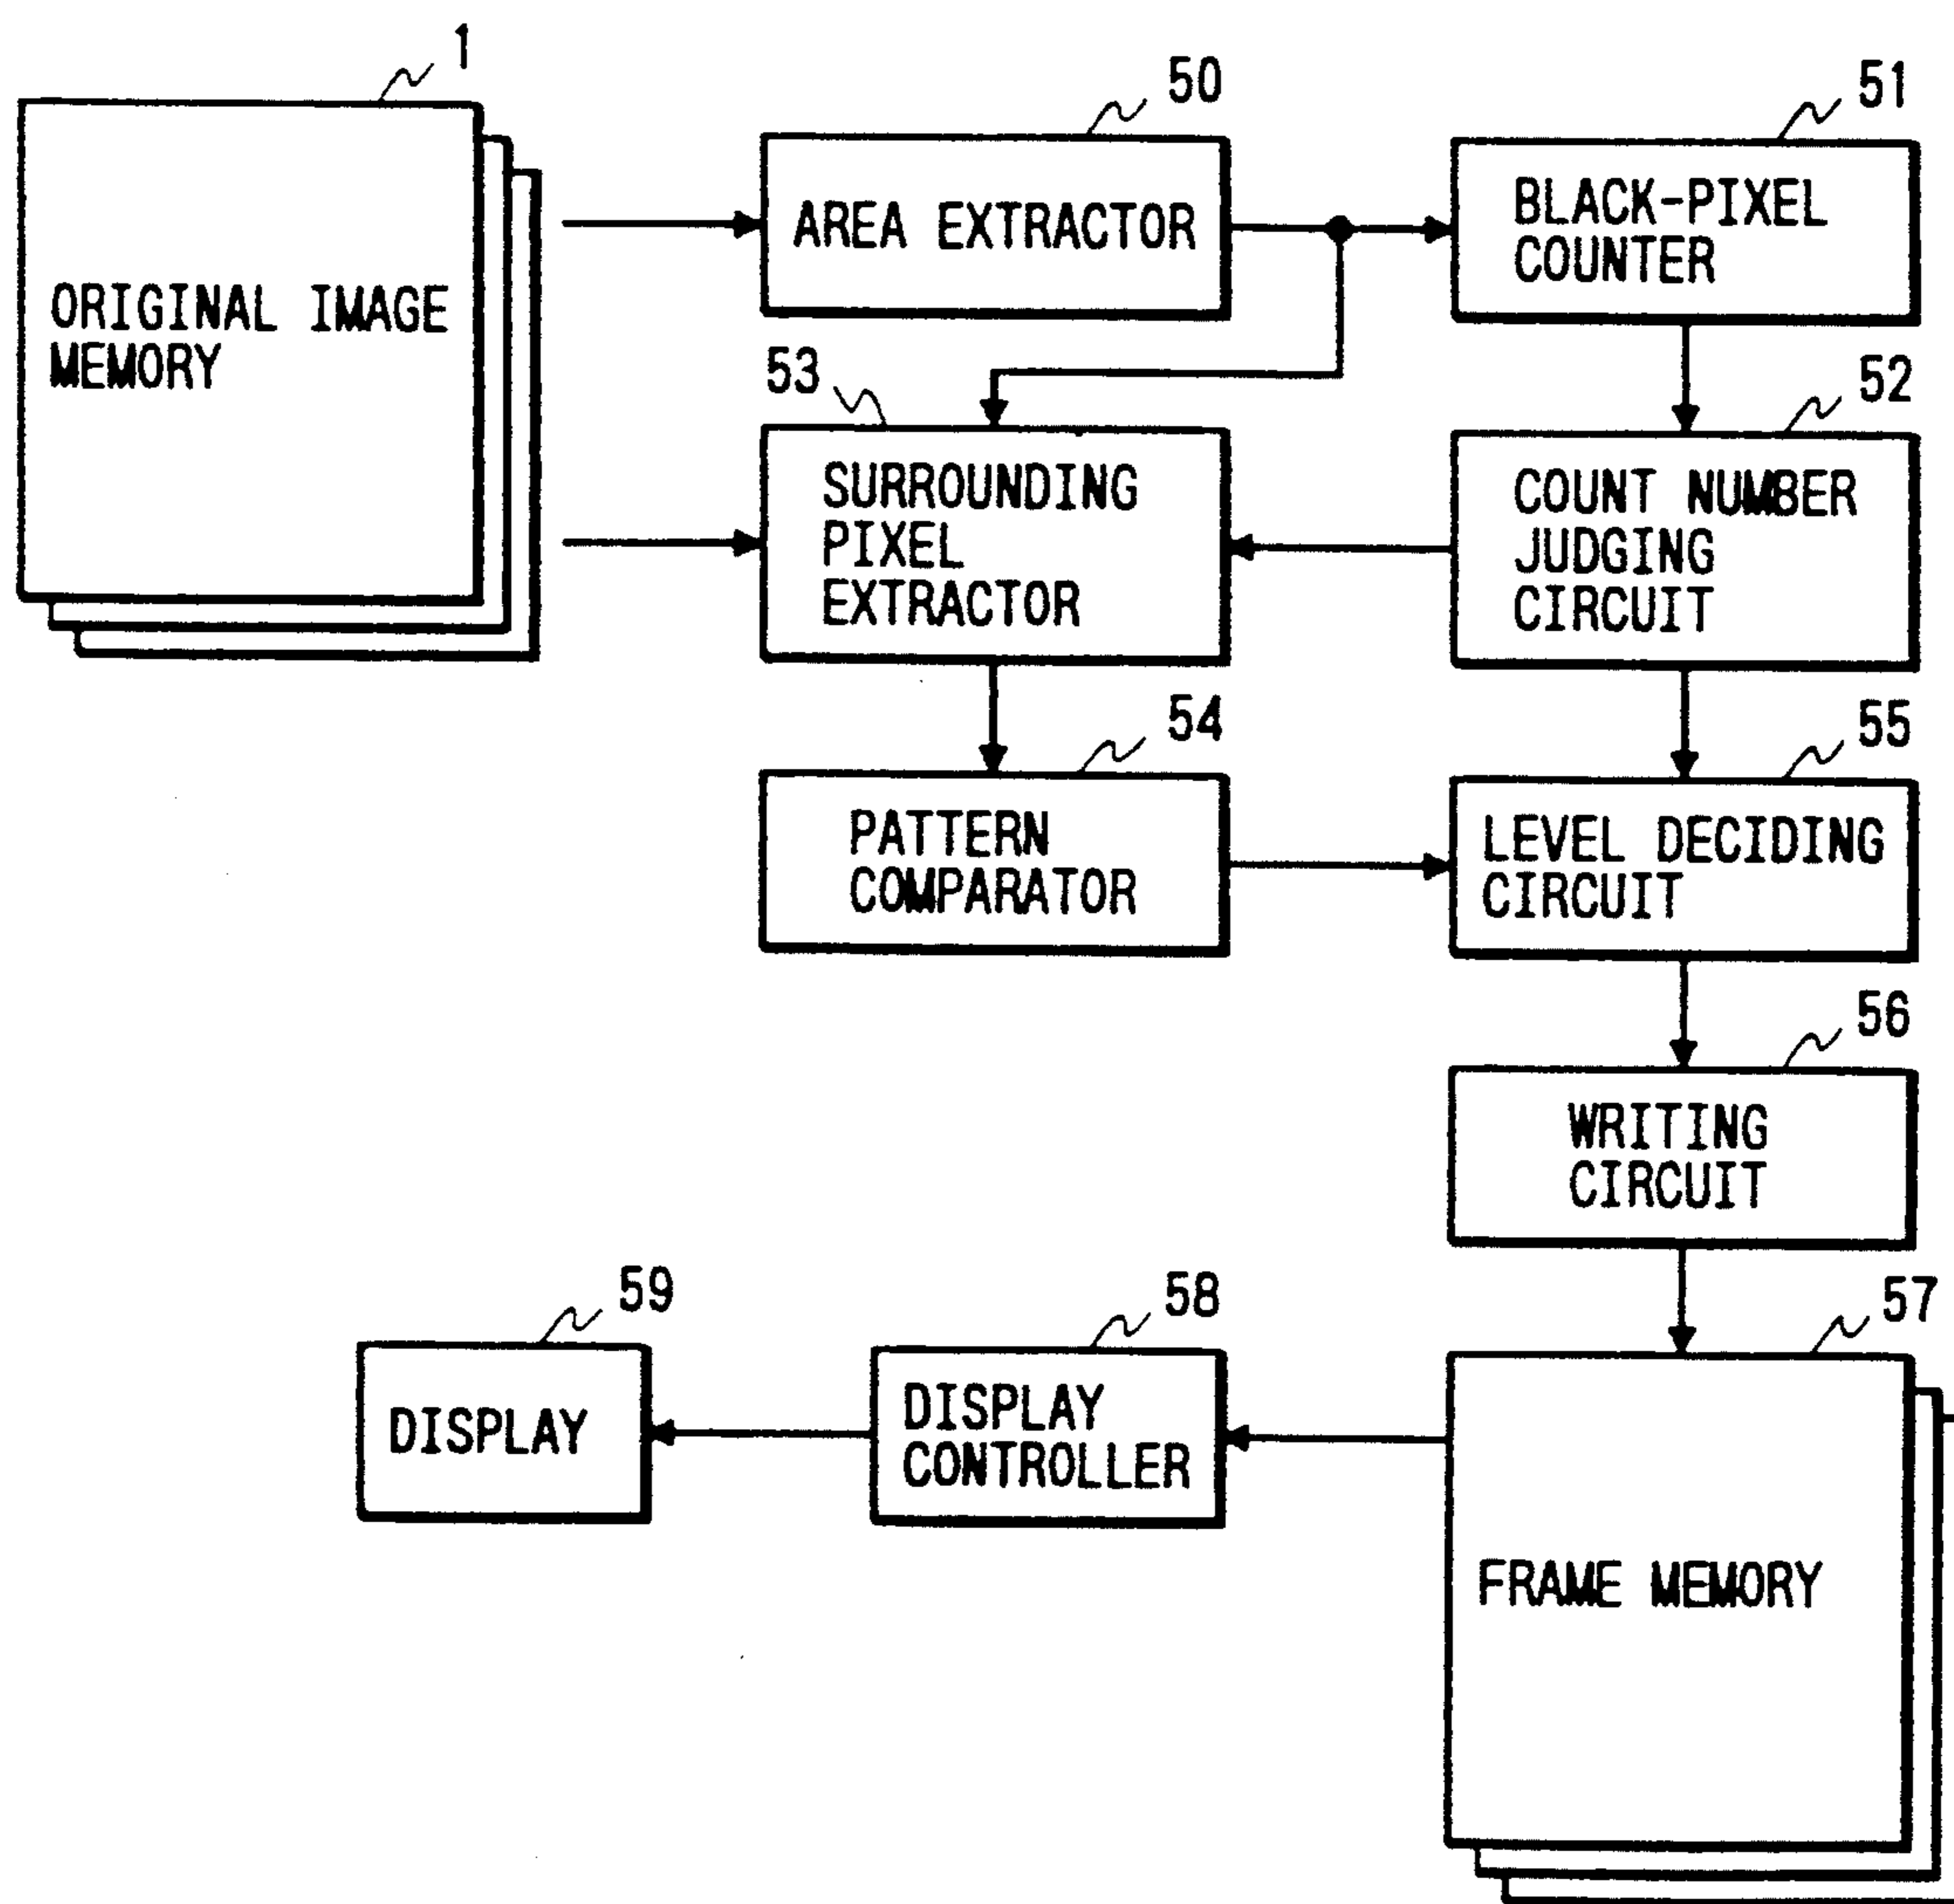 1
ORIGINAL IMAGE
MEMORY
50
AREA EXTRACTOR
51
BLACK-PIXEL
COUNTER
53
SURROUNDING
PIXEL
EXTRACTOR
52
COUNT NUMBER
JUDGING
CIRCUIT
54
PATTERN
COMPARATOR
55
LEVEL DECIDING
CIRCUIT
56
WRITING
CIRCUIT
59
DISPLAY
58
DISPLAY
CONTROLLER
57
FRAME MEMORY